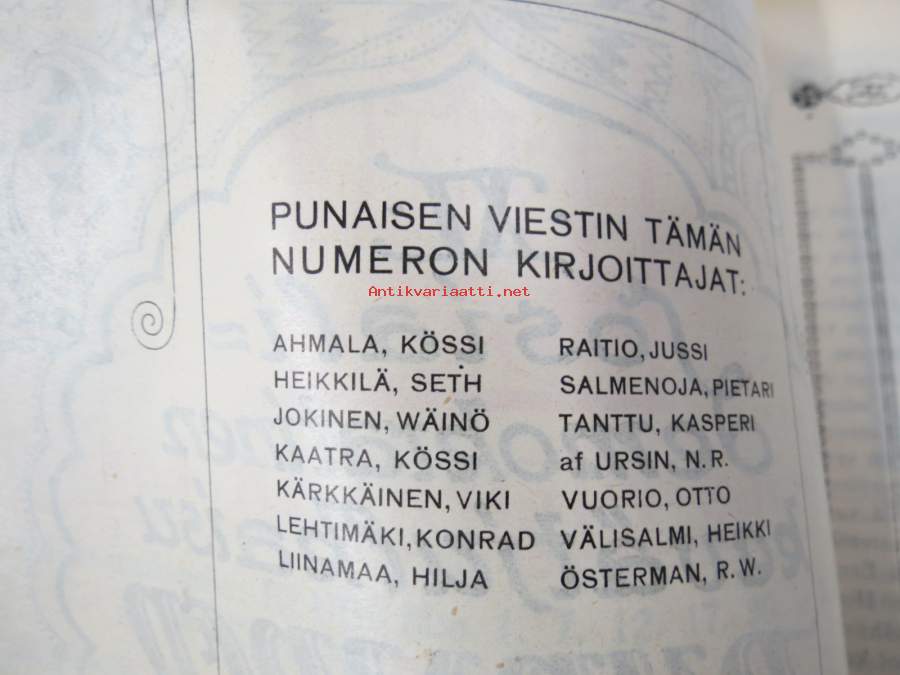 PUNAISEN VIESTIN TÄMÄN
NUMERON KIRJOITTAJAT:
Antikvariaatti.net
AHMALA, KÖSSI
HEIKKILÄ, SETH
JOKINEN, WÄINÖ
KAATRA, KÖSSI
KÄRKKÄINEN, VIKI
LEHTIMÄKI, KONRAD
LIINAMAA, HILJA
RAITIO, JUSSI
SALMENOJA, PIETARI
TANTTU, KASPERI
af URSIN, N. R.
VUORIO, OTTO
VÄLISALMI, HEIKKI
ÖSTERMAN, R. W.